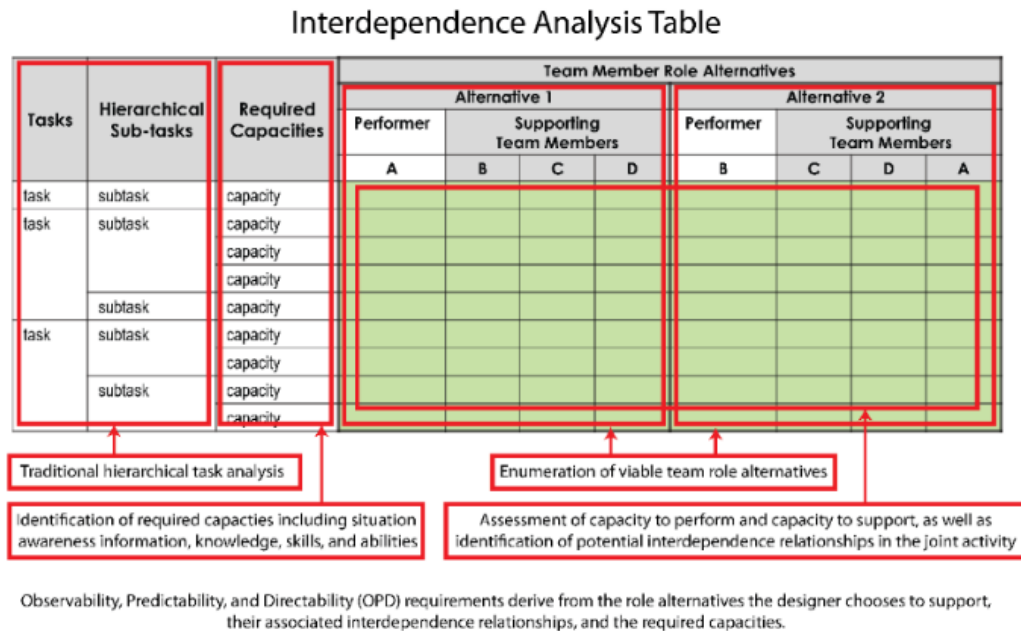 Interdependence Analysis Table
Team Member Role Alternatives
Tasks
Hierarchical
Sub-tasks
Required
Capacities
Alternative 1
Alternative 2
Performer
Supporting
Team Members
Performer
Supporting
Team Members
A B C D B C D A
task subtask capacity
task subtask capacity
capacity
capacity
subtask capacity
task subtask capacity
capacity
subtask capacity
capacity
Traditional hierarchical task analysis
Enumeration of viable team role alternatives
Identification of required capacties including situation
awareness information, knowledge, skills, and abilities
Assessment of capacity to perform and capacity to support, as well as
identification of potential interdependence relationships in the joint activity
Observability, Predictability, and Directability (OPD) requirements derive from the role alternatives the designer chooses to support,
their associated interdependence relationships, and the required capacities.